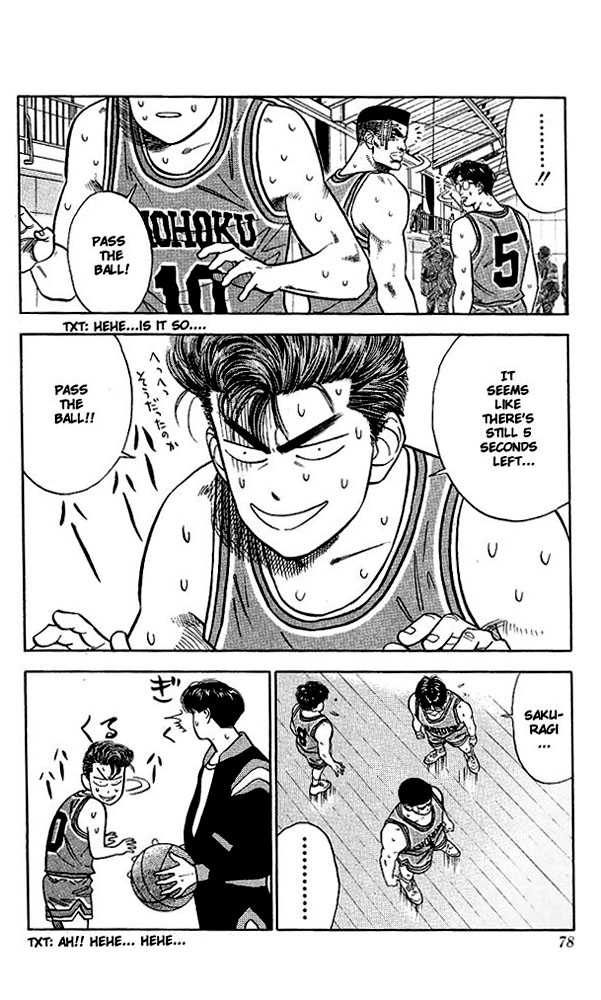 .........!!
PASS
THE
BALL!
HOHOKU
10
5
TXT: HEHE...IS IT SO....
IT
SEEMS
LIKE
THERE'S
STILL 5
SECONDS
LEFT...
PASS
THE
BALL!!
へっへっ、
そうだったのか
SAKU-
RAGI
...
.........
ぎ
くる
0
TXT: AH!! HEHE... HEHE...
78